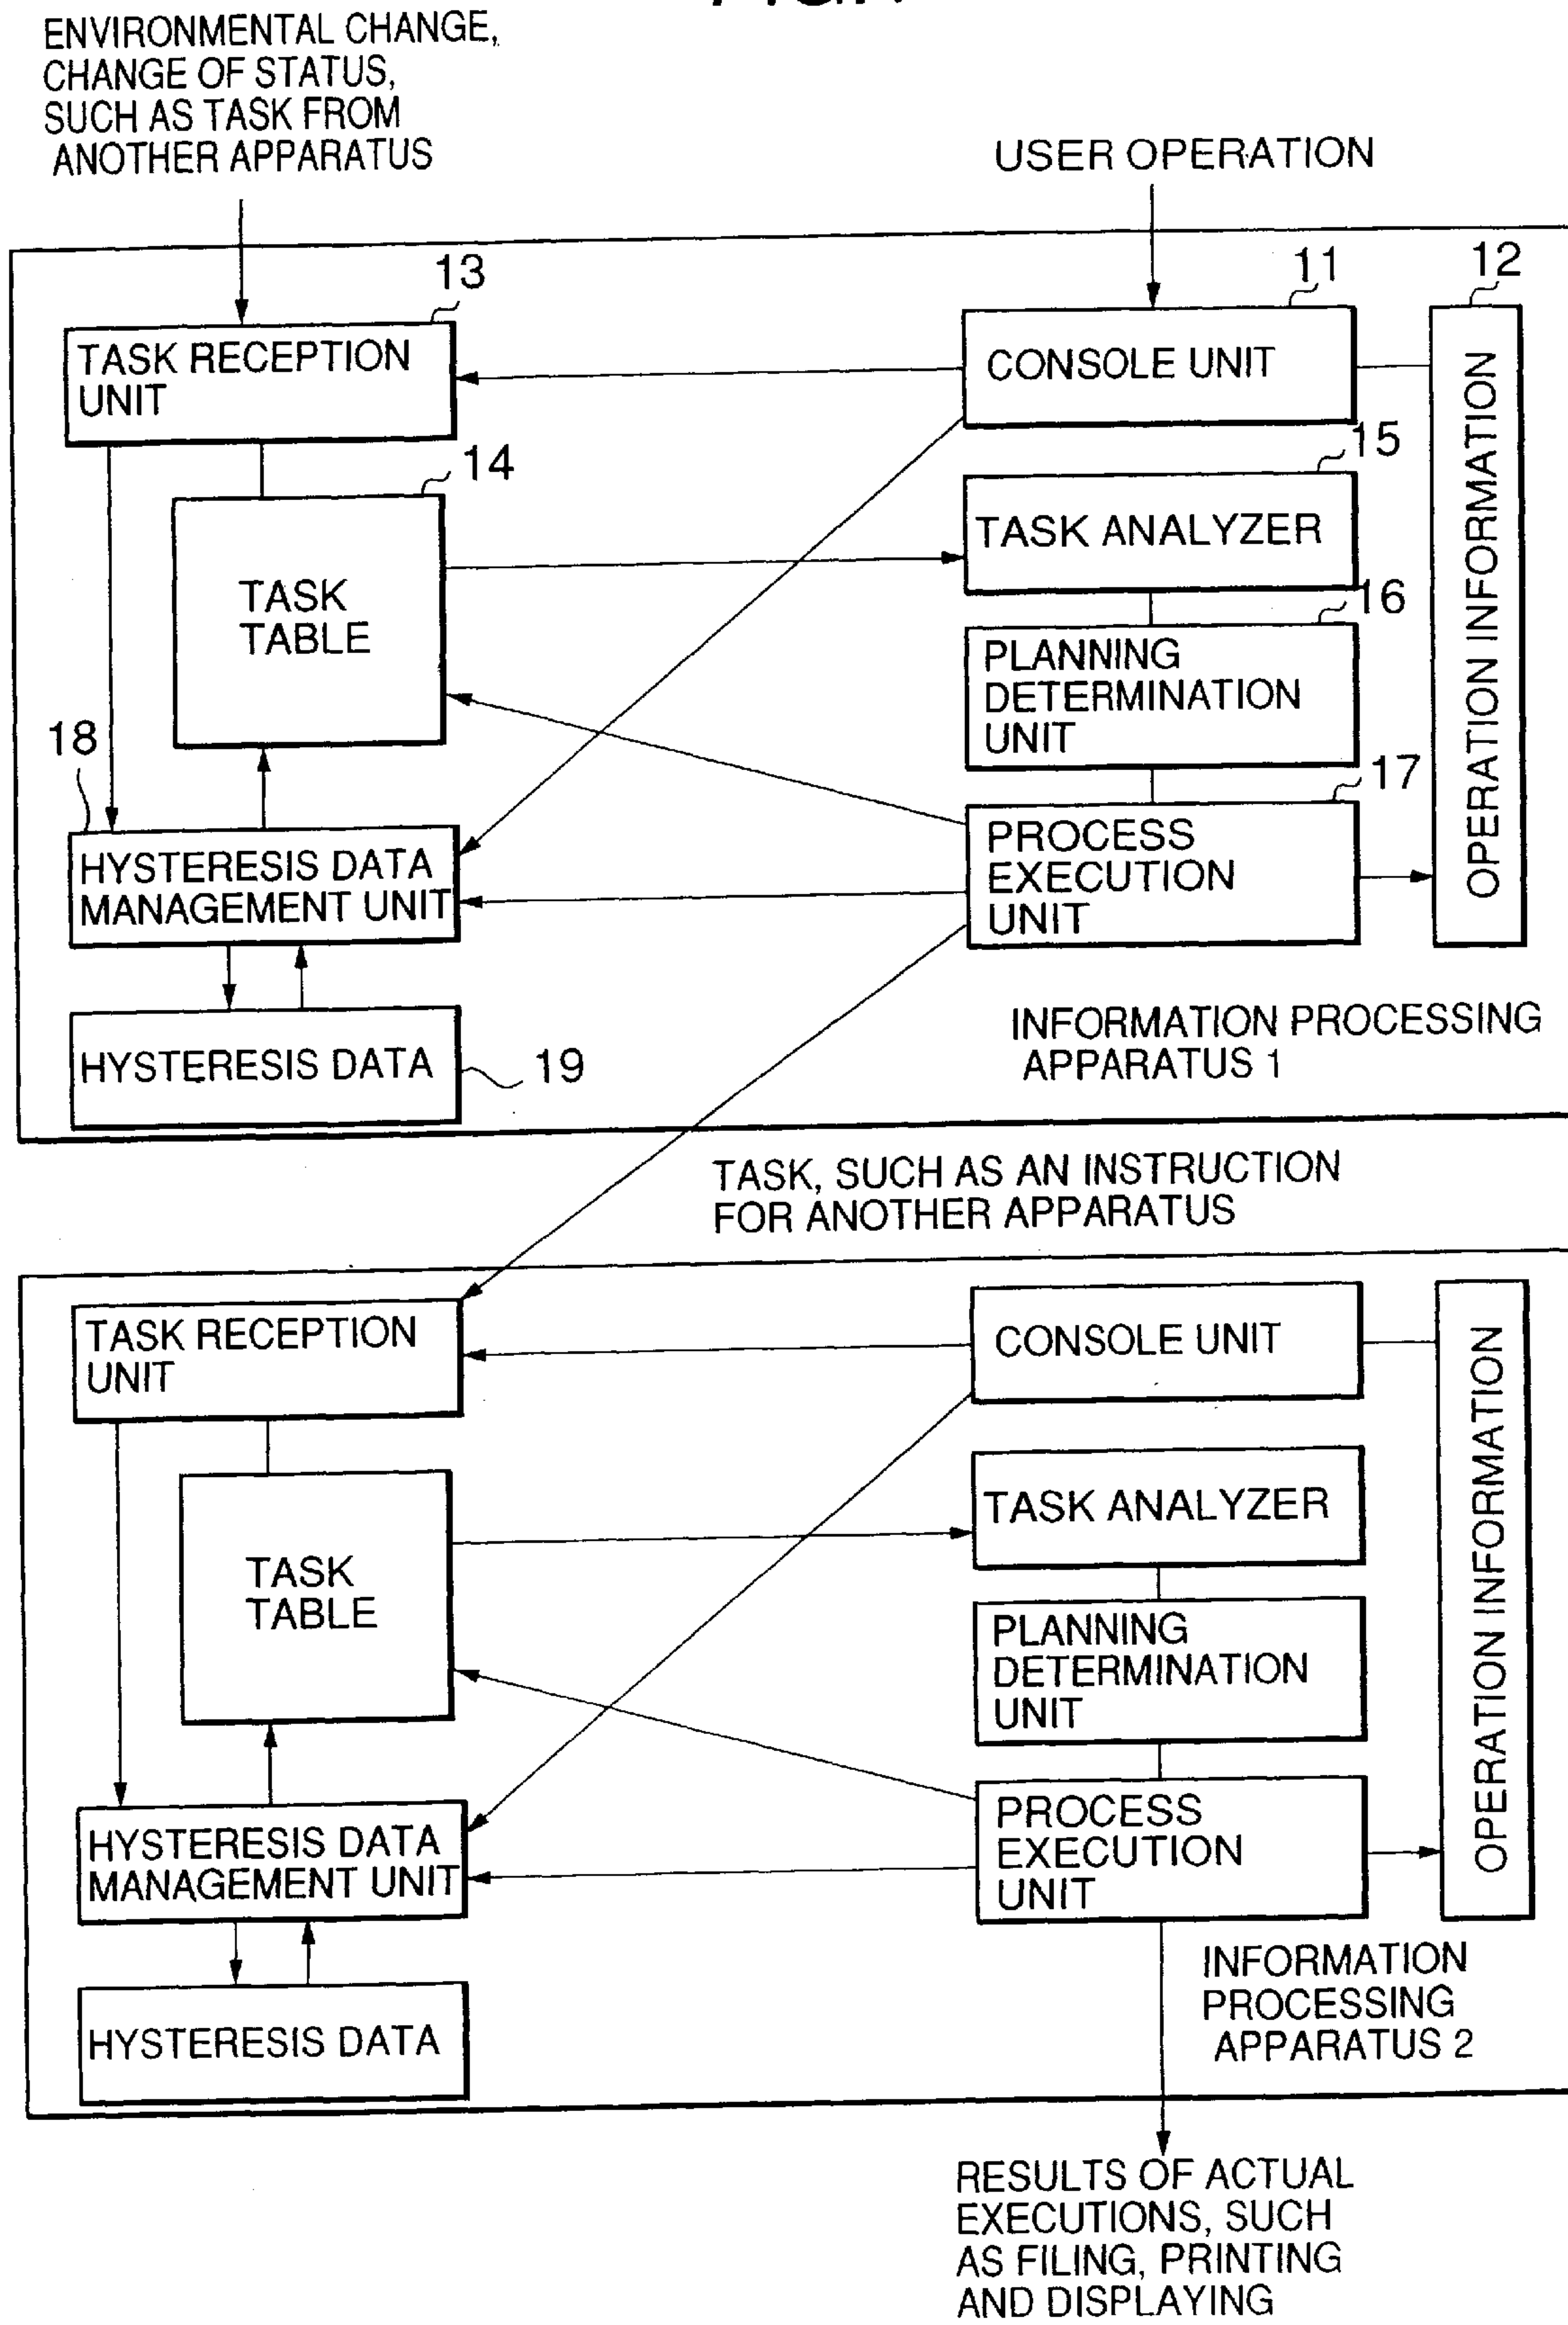 ENVIRONMENTAL CHANGE,
CHANGE OF STATUS,
SUCH AS TASK FROM
ANOTHER APPARATUS
USER OPERATION
13
11
12
TASK RECEPTION
UNIT
CONSOLE UNIT
OPERATION INFORMATION
14
15
TASK
TABLE
TASK ANALYZER
16
PLANNING
DETERMINATION
UNIT
18
17
HYSTERESIS DATA
MANAGEMENT UNIT
PROCESS
EXECUTION
UNIT
HYSTERESIS DATA
19
INFORMATION PROCESSING
APPARATUS 1
TASK, SUCH AS AN INSTRUCTION
FOR ANOTHER APPARATUS
TASK RECEPTION
UNIT
CONSOLE UNIT
OPERATION INFORMATION
TASK
TABLE
TASK ANALYZER
PLANNING
DETERMINATION
UNIT
HYSTERESIS DATA
MANAGEMENT UNIT
PROCESS
EXECUTION
UNIT
HYSTERESIS DATA
INFORMATION
PROCESSING
APPARATUS 2
RESULTS OF ACTUAL
EXECUTIONS, SUCH
AS FILING, PRINTING
AND DISPLAYING